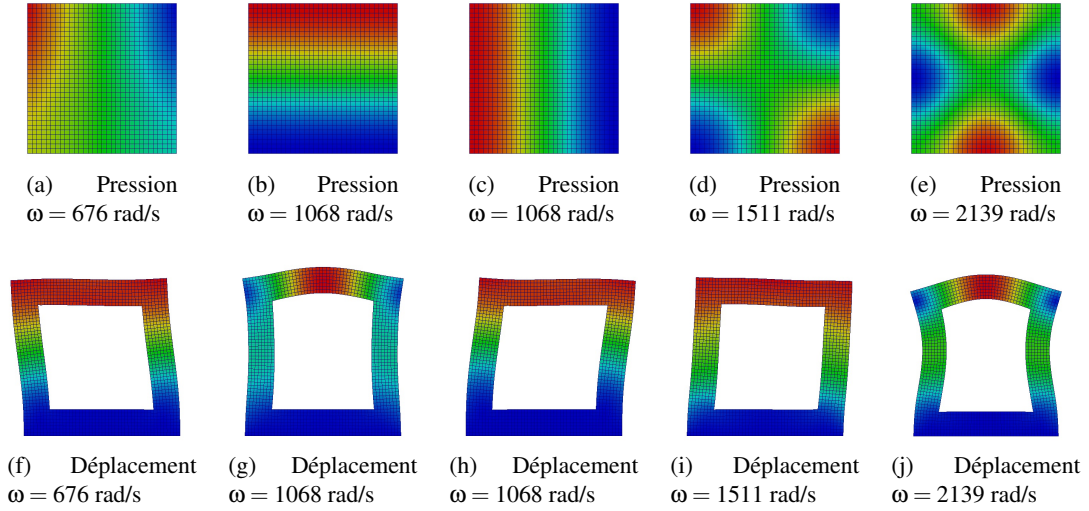 (a) Pression
ω = 676 rad/s
(b) Pression
ω = 1068 rad/s
(c) Pression
ω = 1068 rad/s
(d) Pression
ω = 1511 rad/s
(e) Pression
ω = 2139 rad/s
(f) Déplacement
ω = 676 rad/s
(g) Déplacement
ω = 1068 rad/s
(h) Déplacement
ω = 1068 rad/s
(i) Déplacement
ω = 1511 rad/s
(j) Déplacement
ω = 2139 rad/s